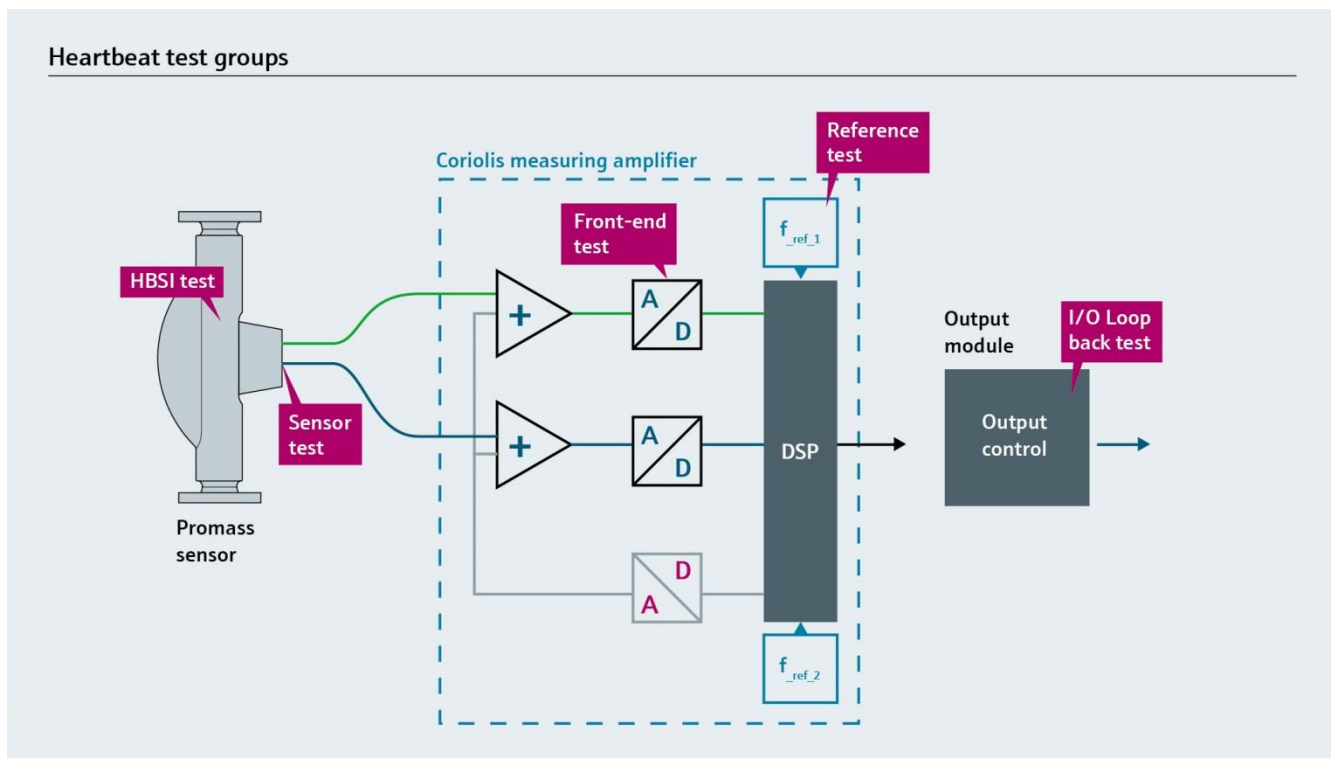 Heartbeat test groups
Coriolis measuring amplifier
Reference
test
Front-end
test
f_ref_1
HBSI test
A
D
+
Output
module
I/O Loop
back test
Sensor
test
+
A
D
DSP
Output
control
Promass
sensor
D
A
f_ref_2